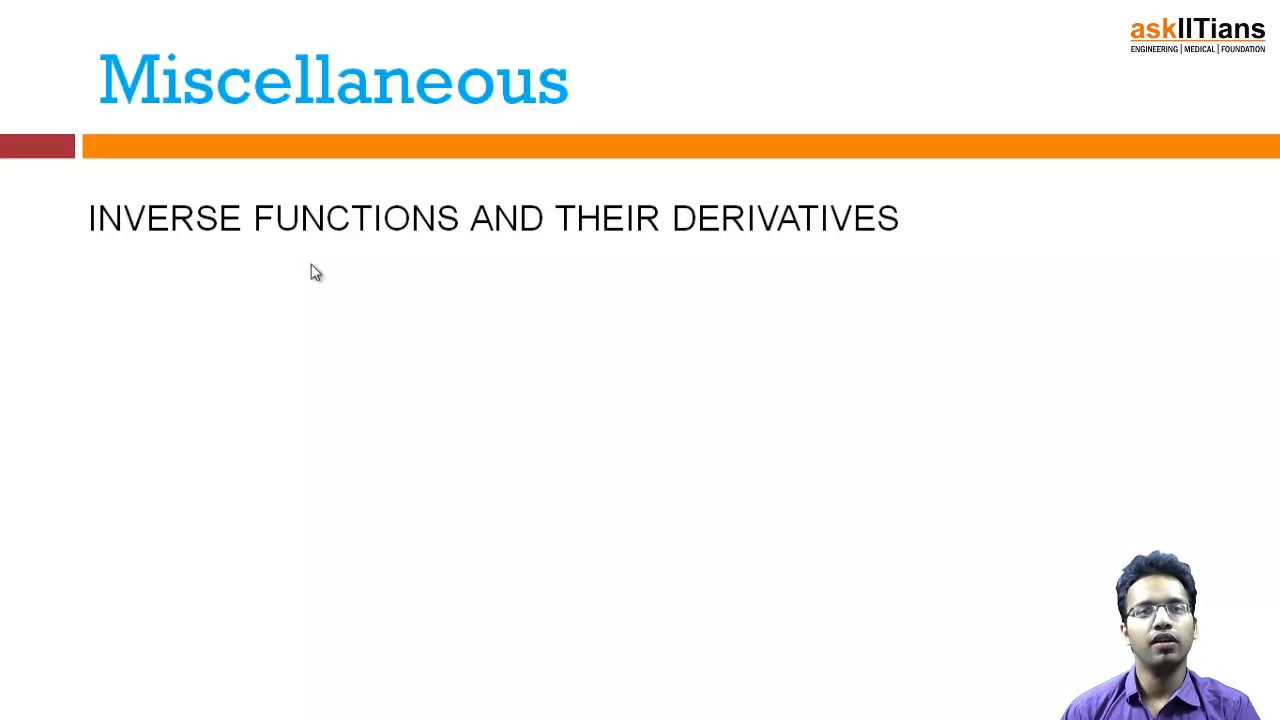 askIITians
ENGINEERING | MEDICAL | FOUNDATION
Miscellaneous
INVERSE FUNCTIONS AND THEIR DERIVATIVES